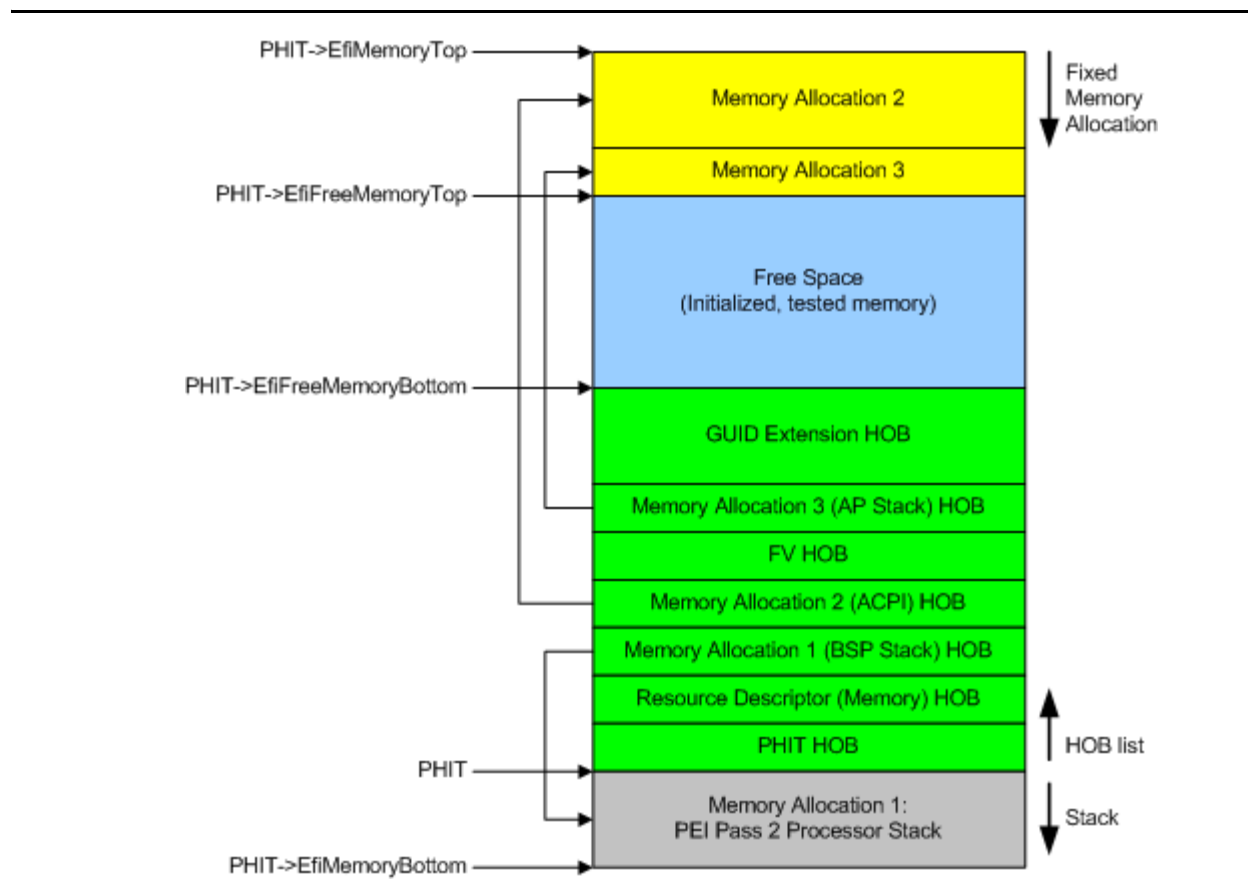 PHIT->EfiMemoryTop
Memory Allocation 2
Fixed
Memory
Allocation
Memory Allocation 3
PHIT->EfiFreeMemoryTop
Free Space
(Initialized, tested memory)
PHIT->EfiFreeMemoryBottom
GUID Extension HOB
Memory Allocation 3 (AP Stack) HOB
FV HOB
Memory Allocation 2 (ACPI) HOB
Memory Allocation 1 (BSP Stack) HOB
Resource Descriptor (Memory) HOB
PHIT HOB
HOB list
PHIT
Memory Allocation 1:
PEI Pass 2 Processor Stack
Stack
PHIT->EfiMemoryBottom